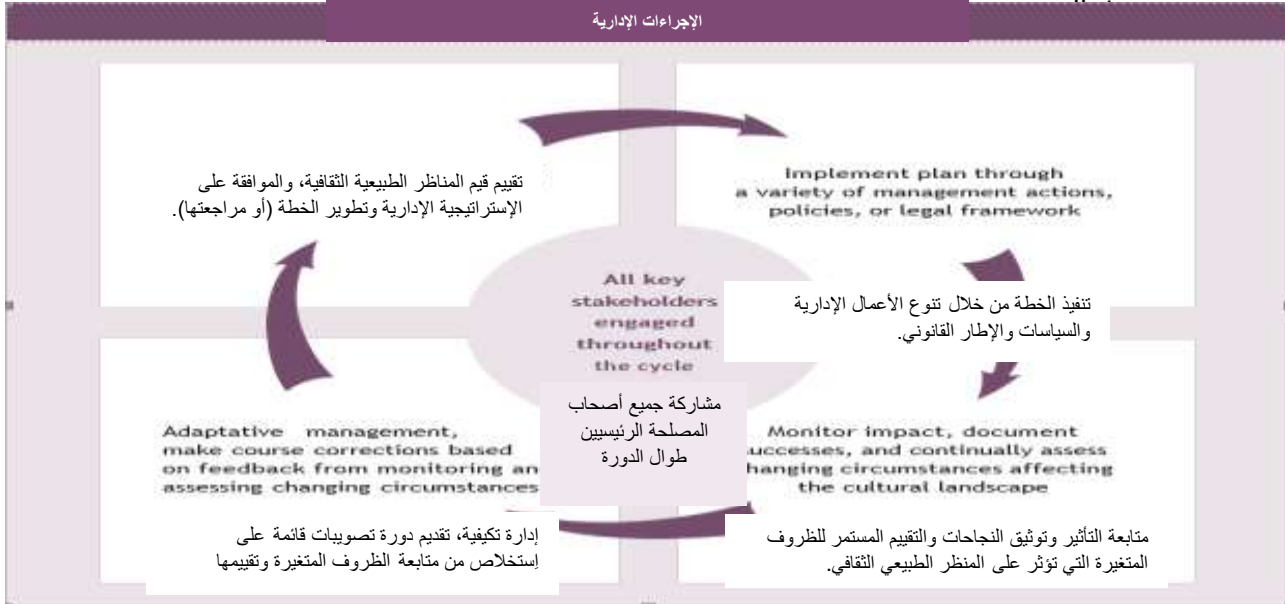 الإجراءات الإدارية
تقييم قيم المناظر الطبيعية الثقافية، والموافقة على
الإستراتيجية الإدارية وتطوير الخطة (أو مراجعتها).
Implement plan through
a variety of management actions,
policies, or legal framework
تنفيذ الخطة من خلال تنوع الأعمال الإدارية
والسياسات والإطار القانوني.
All key
stakeholders
engaged
throughout
the cycle
مشاركة جميع أصحاب
المصلحة الرئيسيين
طوال الدورة
Monitor impact, document
uccesses, and continually assess
hanging circumstances affecting
the cultural landscape
متابعة التأثير وتوثيق النجاحات والتقييم المستمر للظروف
المتغيرة التي تؤثر على المنظر الطبيعي الثقافي.
Adaptative management,
make course corrections based
on feedback from monitoring an
assessing changing circumstances
إدارة تكيفية، تقديم دورة تصويبات قائمة على
إستخلاص من متابعة الظروف المتغيرة وتقييمها